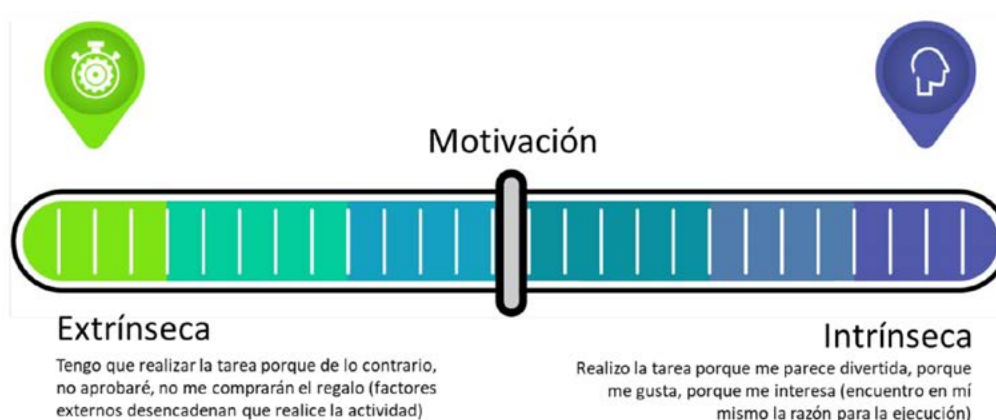 Motivación
Extrínseca
Tengo que realizar la tarea porque de lo contrario,
no aprobaré, no me comprarán el regalo (factores
externos desencadenan que realice la actividad)
Intrínseca
Realizo la tarea porque me parece divertida, porque
me gusta, porque me interesa (encuentro en mí
mismo la razón para la ejecución)